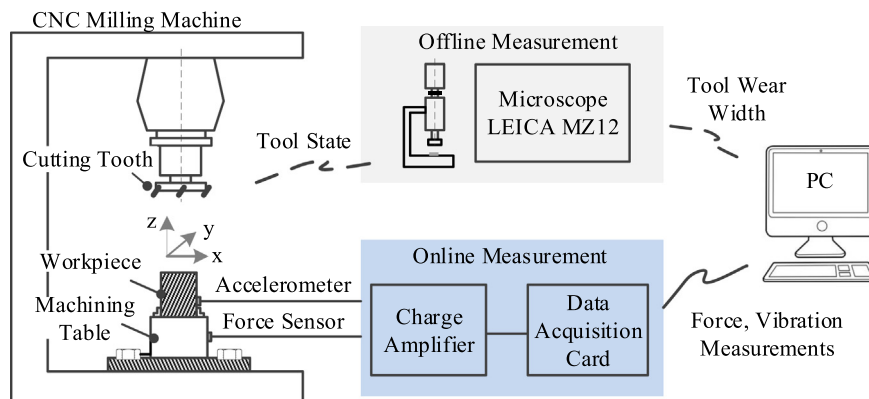 CNC Milling Machine
Offline Measurement
Microscope
LEICA MZ12
Tool Wear
Width
Tool State
Cutting Tooth
PC
z
y
x
Workpiece
Machining
Table
Accelerometer
Force Sensor
Online Measurement
Charge
Amplifier
Data
Acquisition
Card
Force, Vibration
Measurements